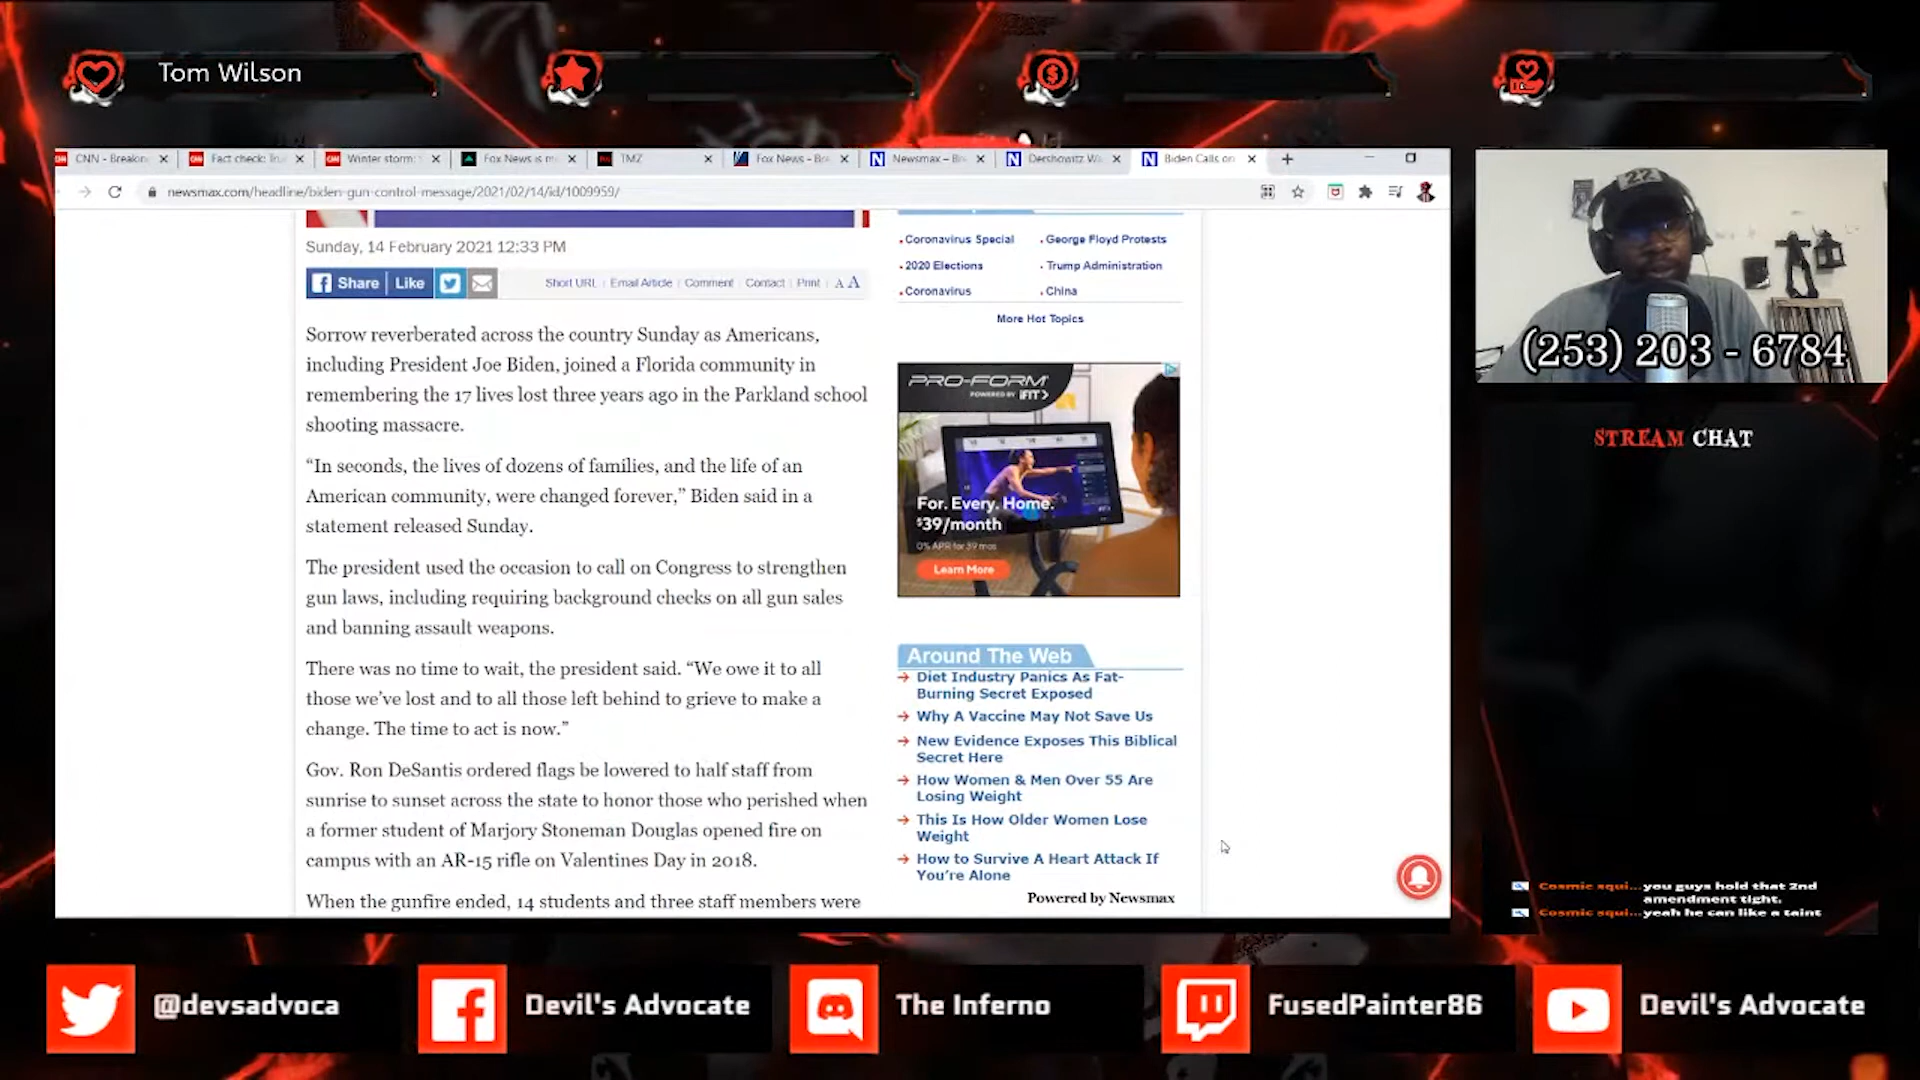 Tom Wilson
CNN - Breakin
Fact check: Tru
Winter storm:
Fox News is m
TMZ
Fox News - Bre
Newsmax – Br
Dershowitz Wa
Biden Calls on
newsmax.com/headline/biden-gun-control-message/2021/02/14/id/1009959/
Sunday, 14 February 2021 12:33 PM
Share Like
Short URL | Email Article | Comment | Contact | Print | A A
Sorrow reverberated across the country Sunday as Americans,
including President Joe Biden, joined a Florida community in
remembering the 17 lives lost three years ago in the Parkland school
shooting massacre.
“In seconds, the lives of dozens of families, and the life of an
American community, were changed forever,” Biden said in a
statement released Sunday.
The president used the occasion to call on Congress to strengthen
gun laws, including requiring background checks on all gun sales
and banning assault weapons.
There was no time to wait, the president said. “We owe it to all
those we’ve lost and to all those left behind to grieve to make a
change. The time to act is now.”
Gov. Ron DeSantis ordered flags be lowered to half staff from
sunrise to sunset across the state to honor those who perished when
a former student of Marjory Stoneman Douglas opened fire on
campus with an AR-15 rifle on Valentines Day in 2018.
When the gunfire ended, 14 students and three staff members were
Coronavirus Special
George Floyd Protests
2020 Elections
Trump Administration
Coronavirus
China
More Hot Topics
PRO-FORM
POWERED BY iFIT
For. Every. Home.
$39/month
0% APR for 39 mos
Learn More
Around The Web
Diet Industry Panics As Fat-
Burning Secret Exposed
Why A Vaccine May Not Save Us
New Evidence Exposes This Biblical
Secret Here
How Women & Men Over 55 Are
Losing Weight
This Is How Older Women Lose
Weight
How to Survive A Heart Attack If
You’re Alone
Powered by Newsmax
22
(253) 203 - 6784
STREAM CHAT
Cosmic squi... you guys hold that 2nd
amendment tight.
Cosmic squi... yeah he can like a taint
@devsadvoca
Devil's Advocate
The Inferno
FusedPainter86
Devil's Advocate